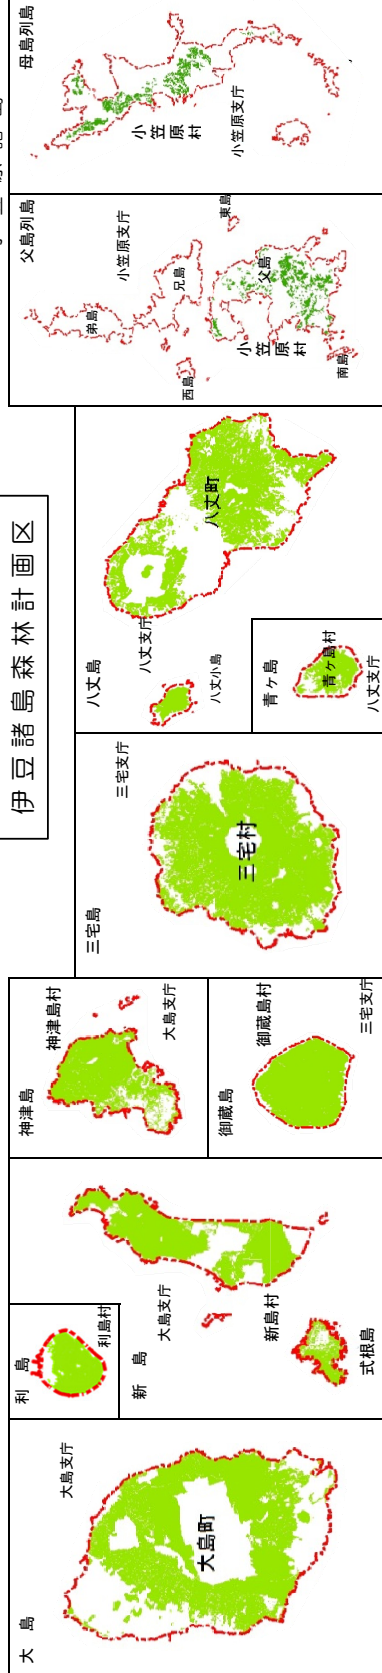 伊豆諸島森林計画区
大　島
大島支庁
大島町
利　島
利島村
新　島
大島支庁
新島村
式根島
神津島
神津島村
大島支庁
御蔵島
御蔵島村
三宅支庁
三宅島
三宅支庁
三宅村
八丈島
八丈支庁
八丈町
八丈小島
青ヶ島
青ヶ島村
八丈支庁
父島列島
小笠原支庁
弟島
兄島
西島
東島
父島
小笠原村
南島
母島列島
小笠原村
小笠原支庁